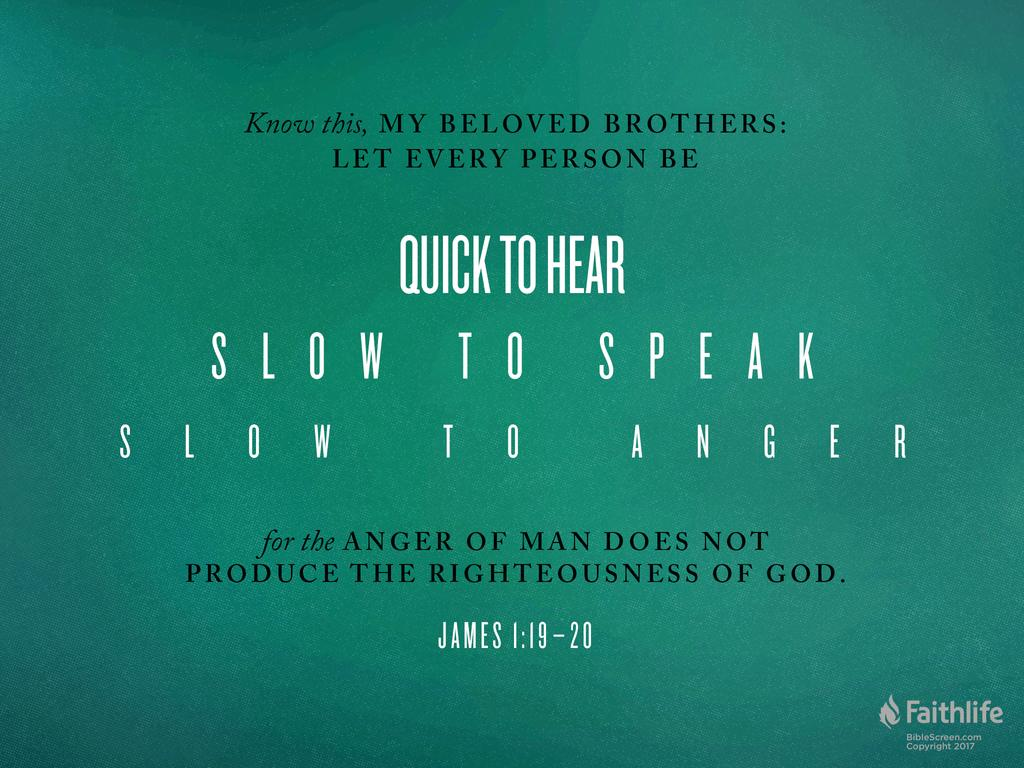 Know this, MY BELOVED BROTHERS:
LET EVERY PERSON BE
QUICK TO HEAR
SLOW TO SPEAK
SLOW TO ANGER
for the ANGER OF MAN DOES NOT
PRODUCE THE RIGHTEOUSNESS OF GOD.
JAMES 1:19–20
Faithlife
BibleScreen.com
Copyright 2017